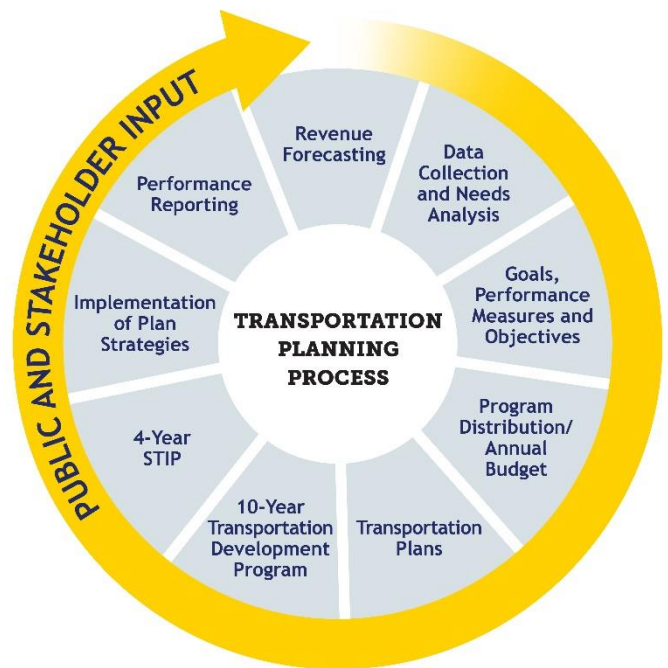 PUBLIC AND STAKEHOLDER INPUT
TRANSPORTATION
PLANNING
PROCESS
Revenue
Forecasting
Data
Collection
and Needs
Analysis
Goals,
Performance
Measures and
Objectives
Program
Distribution/
Annual
Budget
Transportation
Plans
10-Year
Transportation
Development
Program
4-Year
STIP
Implementation
of Plan
Strategies
Performance
Reporting